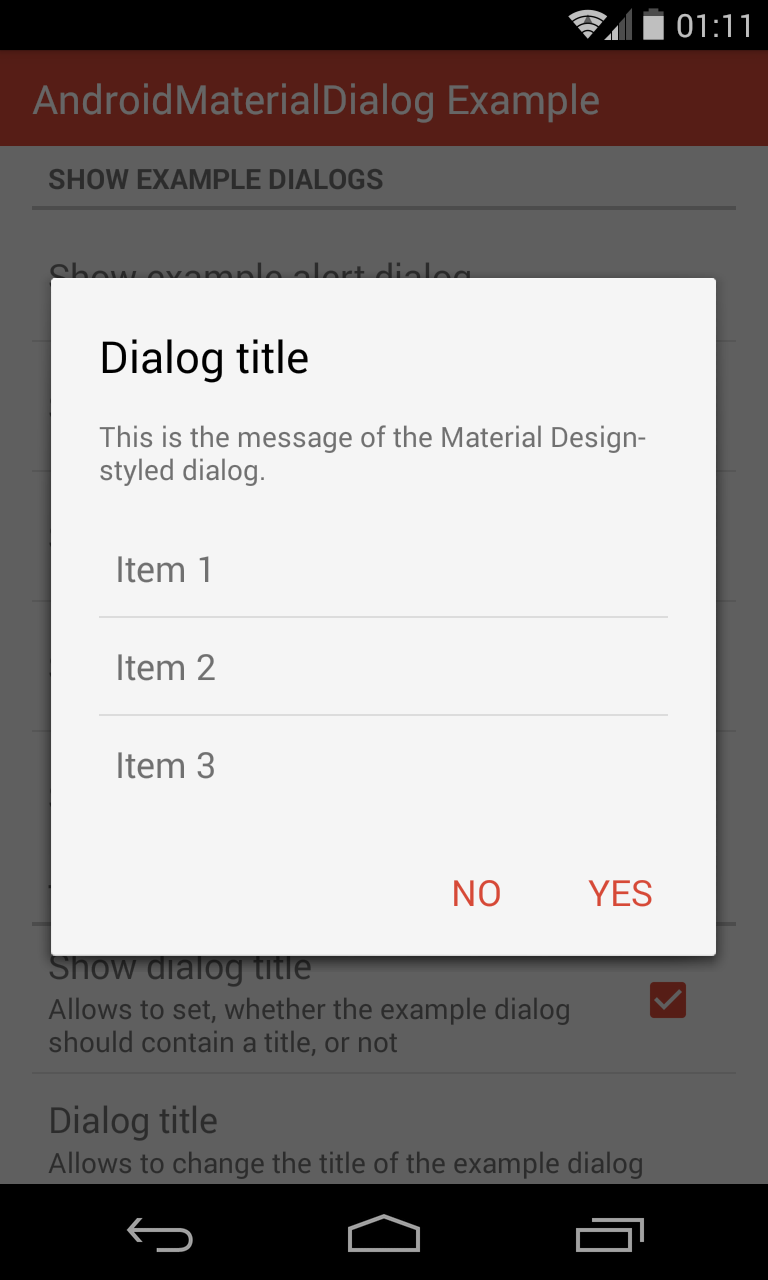 01:11
AndroidMaterialDialog Example
SHOW EXAMPLE DIALOGS
Show example alert dialog
Dialog title
This is the message of the Material Design-
styled dialog.
Item 1
Item 2
Item 3
NO
YES
Show dialog title
Allows to set, whether the example dialog
should contain a title, or not
Dialog title
Allows to change the title of the example dialog